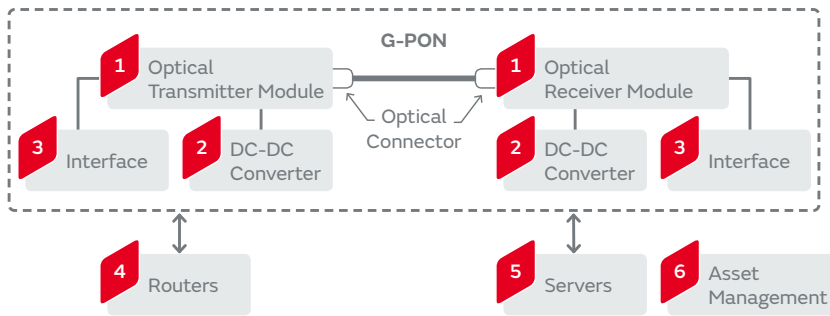 G-PON
1
Optical
Transmitter Module
1
Optical
Receiver Module
Optical
Connector
3
Interface
2
DC-DC
Converter
2
DC-DC
Converter
3
Interface
4
Routers
5
Servers
6
Asset
Management